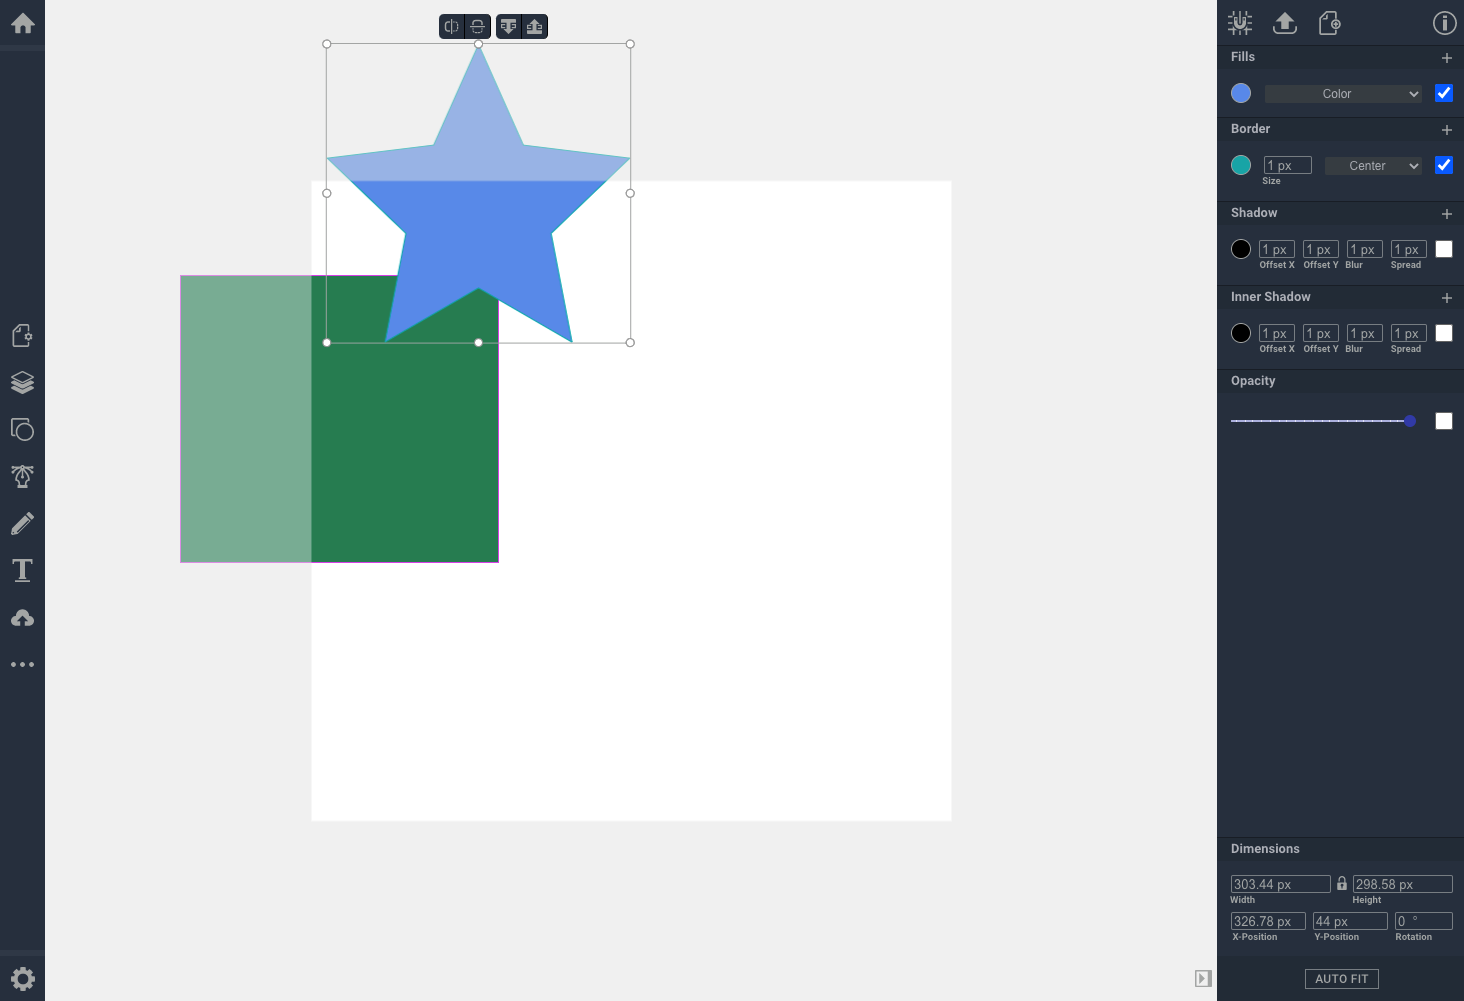 Fills
Color
Border
1 px
Center
Size
Shadow
1 px 1 px 1 px 1 px
Offset X Offset Y Blur Spread
Inner Shadow
1 px 1 px 1 px 1 px
Offset X Offset Y Blur Spread
Opacity
Dimensions
303.44 px 298.58 px
Width Height
326.78 px 44 px 0 °
X-Position Y-Position Rotation
AUTO FIT